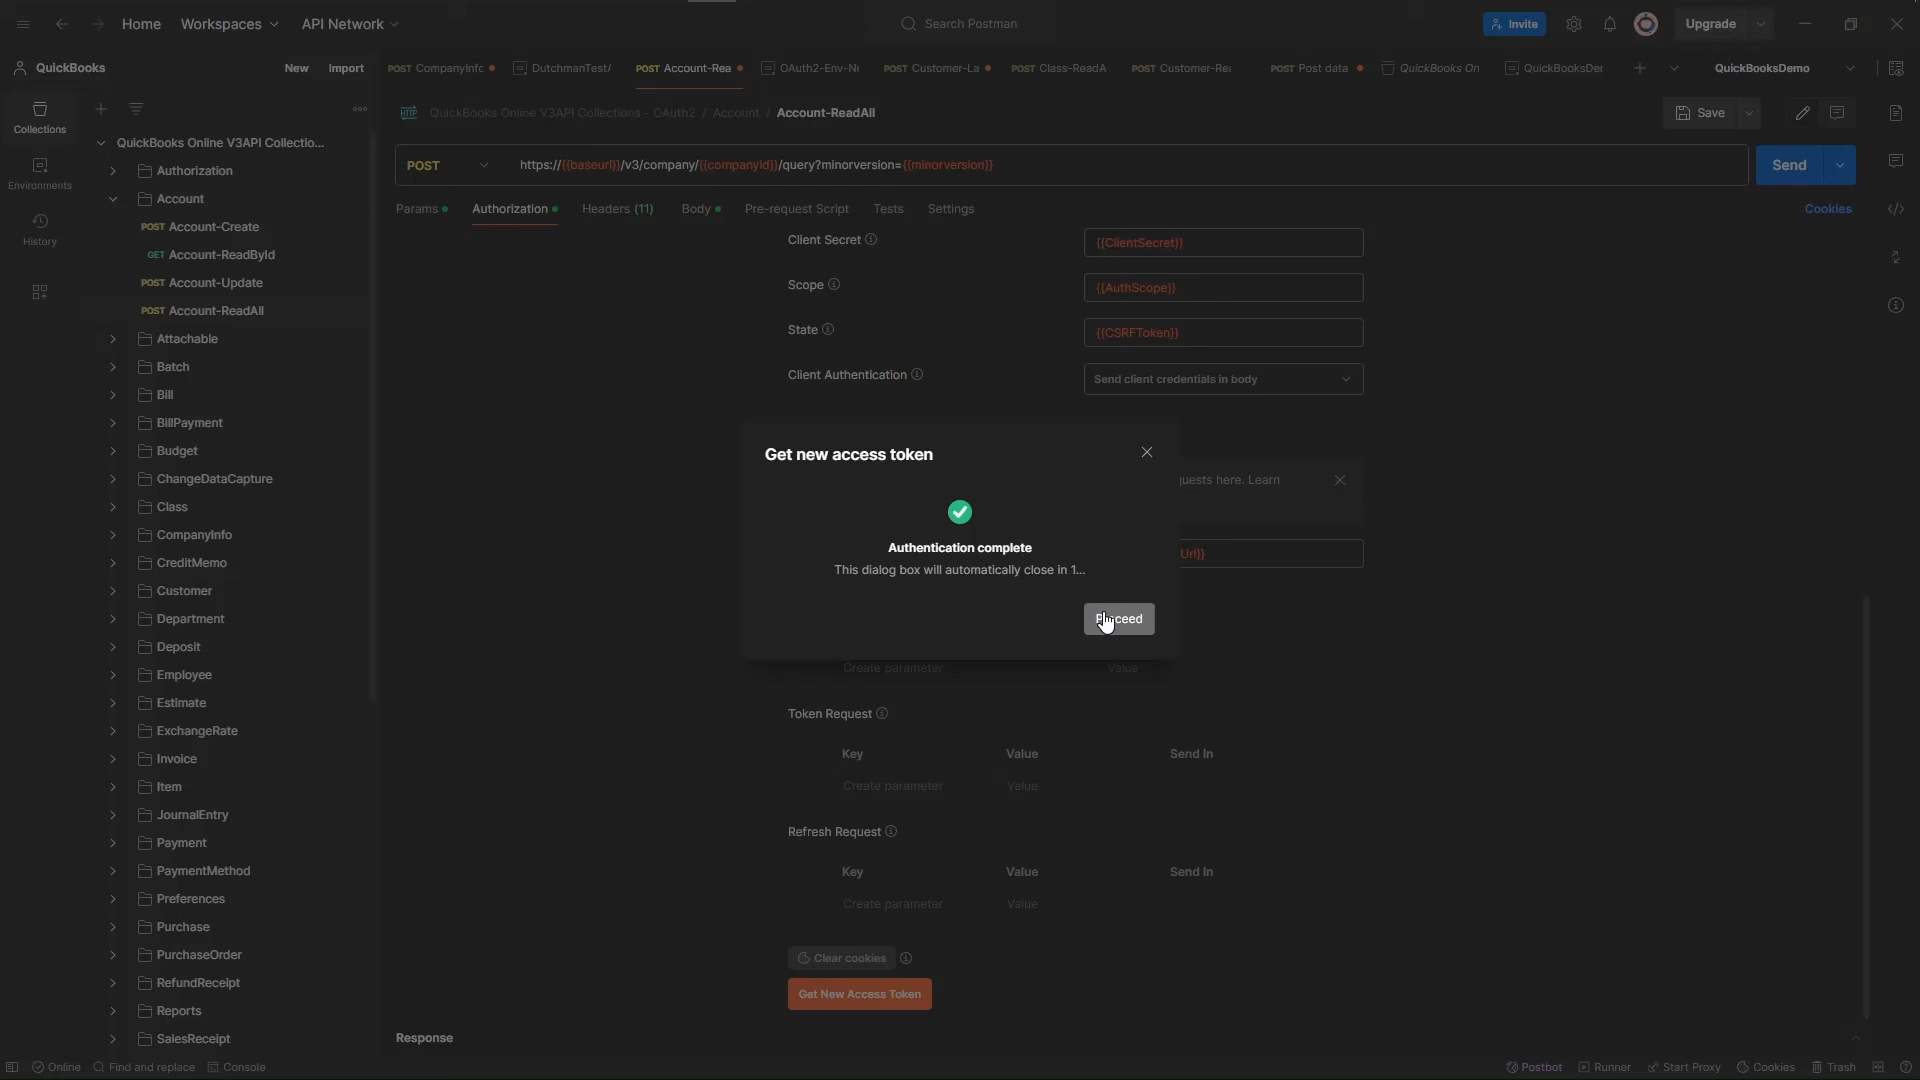 Home
Workspaces
API Network
Search Postman
Invite
Upgrade
QuickBooks
New
Import
POST CompanyInfc
DutchmanTestA
POST Account-Rea
OAuth2-Env-Ne
POST Customer-La
POST Class-ReadA
POST Customer-Rea
POST Post data
QuickBooks On
QuickBooksDer
QuickBooksDemo
Collections
Environments
History
QuickBooks Online V3API Collectio...
Authorization
Account
POST Account-Create
GET Account-ReadById
POST Account-Update
POST Account-ReadAll
Attachable
Batch
Bill
BillPayment
Budget
ChangeDataCapture
Class
CompanyInfo
CreditMemo
Customer
Department
Deposit
Employee
Estimate
ExchangeRate
Invoice
Item
JournalEntry
Payment
PaymentMethod
Preferences
Purchase
PurchaseOrder
RefundReceipt
Reports
SalesReceipt
HTTP QuickBooks Online V3API Collections - OAuth2 / Account / Account-ReadAll
Save
POST
https://{{baseurl}}/v3/company/{{companyid}}/query?minorversion={{minorversion}}
Send
Params
Authorization
Headers (11)
Body
Pre-request Script
Tests
Settings
Cookies
Client Secret
{{ClientSecret}}
Scope
{{AuthScope}}
State
{{CSRFToken}}
Client Authentication
Send client credentials in body
Get new access token
quests here. Learn
Authentication complete
This dialog box will automatically close in 1...
Url}}
Create parameter
Value
Token Request
Key
Value
Send In
Create parameter
Value
Refresh Request
Key
Value
Send In
Create parameter
Value
Clear cookies
Get New Access Token
Response
Online
Find and replace
Console
Postbot
Runner
Start Proxy
Cookies
Trash